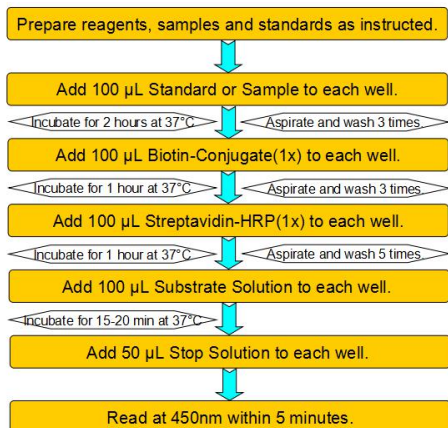 Prepare reagents, samples and standards as instructed.
Add 100 µL Standard or Sample to each well.
Incubate for 2 hours at 37°C
Aspirate and wash 3 times.
Add 100 µL Biotin-Conjugate(1x) to each well.
Incubate for 1 hour at 37°C
Aspirate and wash 3 times.
Add 100 µL Streptavidin-HRP(1x) to each well.
Incubate for 1 hour at 37°C
Aspirate and wash 5 times.
Add 100 µL Substrate Solution to each well.
Incubate for 15-20 min at 37°C
Add 50 µL Stop Solution to each well.
Read at 450nm within 5 minutes.